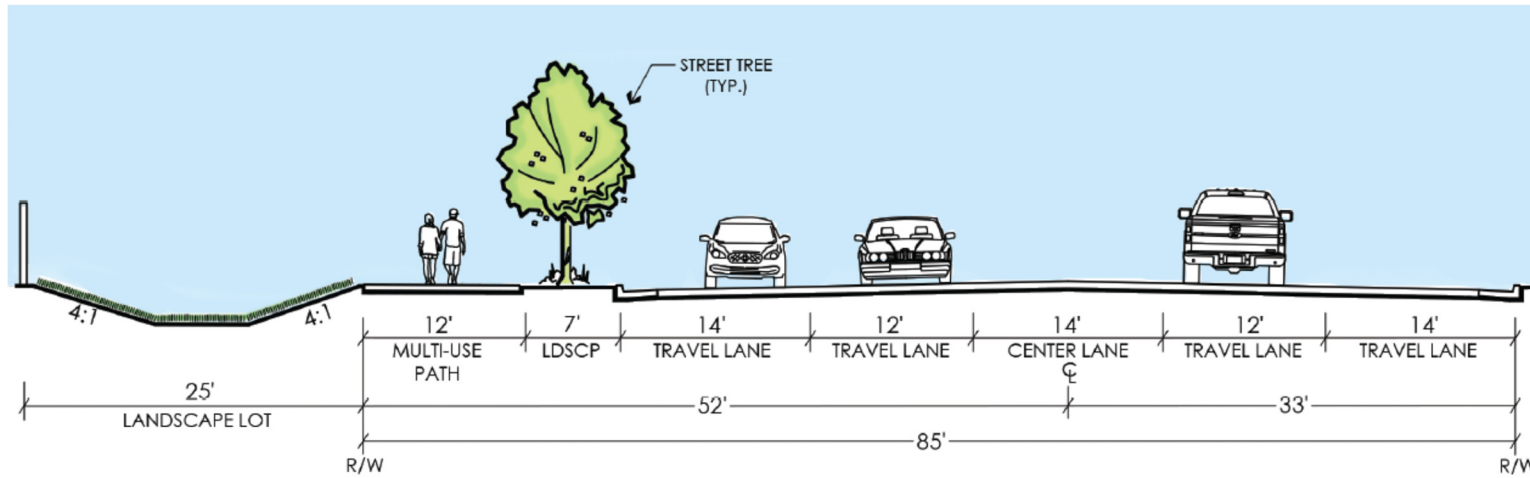 STREET TREE
(TYP.)
4:1
4:1
12'
MULTI-USE
PATH
7'
LDSCP
14'
TRAVEL LANE
12'
TRAVEL LANE
14'
CENTER LANE
℄
12'
TRAVEL LANE
14'
TRAVEL LANE
25'
LANDSCAPE LOT
52'
33'
85'
R/W
R/W